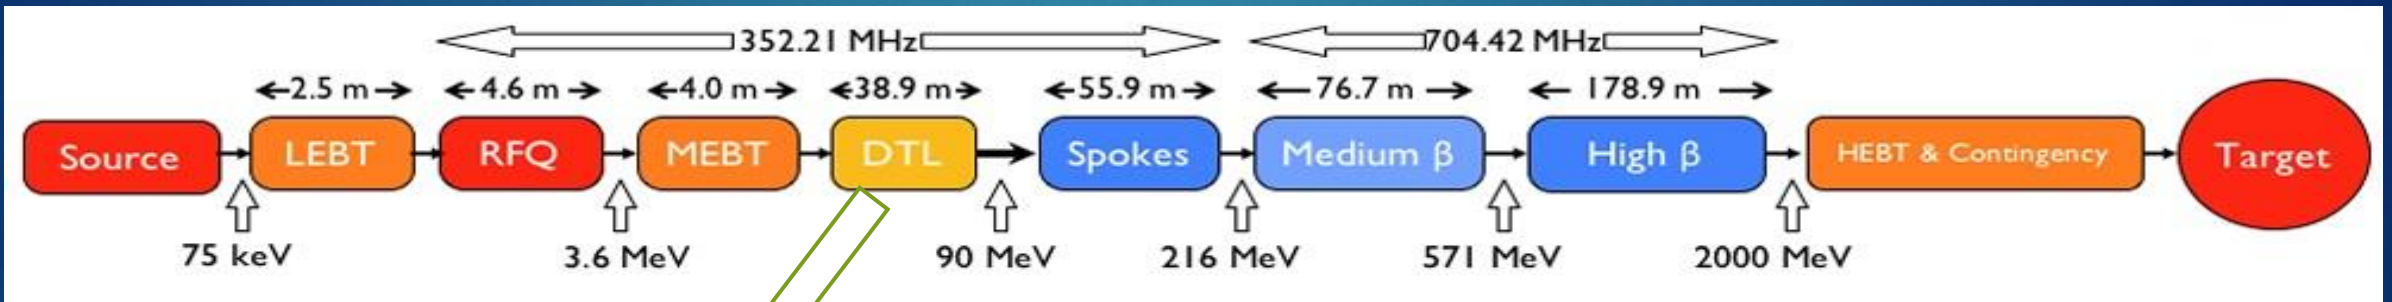 352.21 MHz 704.42 MHz
2.5 m 4.6 m 4.0 m 38.9 m 55.9 m 76.7 m 178.9 m
Source LEBT RFQ MEBT DTL Spokes Medium β High β HEBT & Contingency Target
75 keV 3.6 MeV 90 MeV 216 MeV 571 MeV 2000 MeV